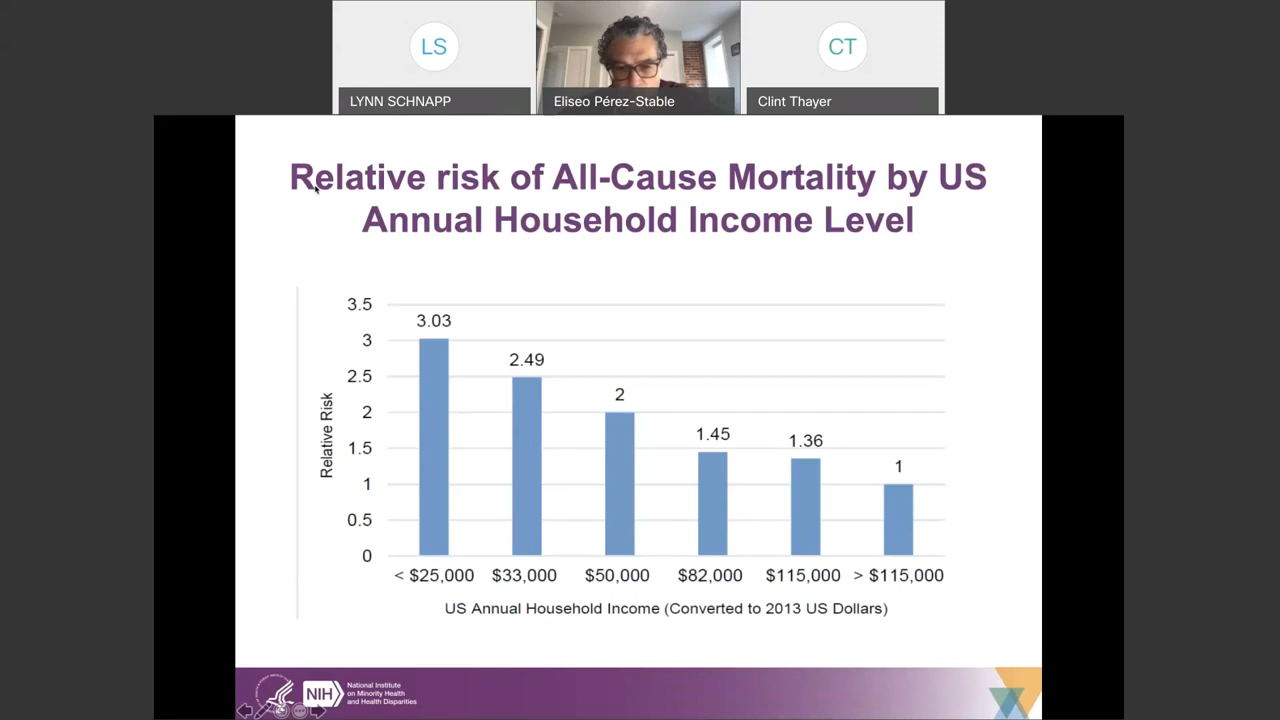 LS
CT
LYNN SCHNAPP
Eliseo Pérez-Stable
Clint Thayer
Relative risk of All-Cause Mortality by US
Annual Household Income Level
3.5
3
2.5
2
1.5
1
0.5
0
Relative Risk
3.03
2.49
2
1.45
1.36
1
< $25,000
$33,000
$50,000
$82,000
$115,000
> $115,000
US Annual Household Income (Converted to 2013 US Dollars)
NIH
National Institute
on Minority Health
and Health Disparities